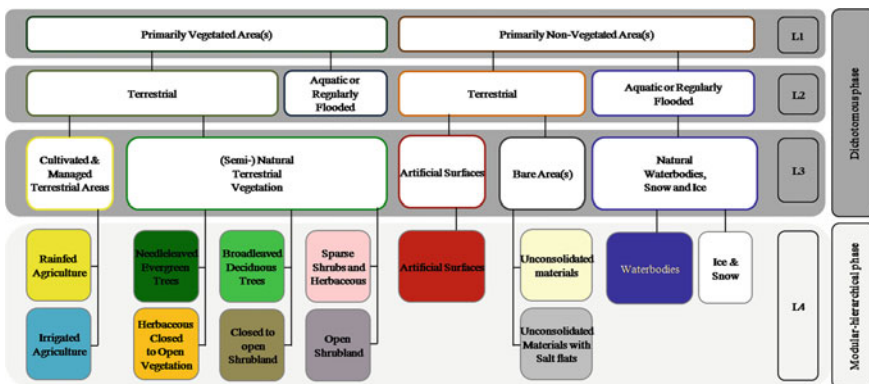 Primarily Vegetated Area(s)
Primarily Non-Vegetated Area(s)
L1
Terrestrial
Aquatic or
Regularly
Flooded
Terrestrial
Aquatic or Regularly
Flooded
L2
Cultivated &
Managed
Terrestrial Areas
(Semi-) Natural
Terrestrial
Vegetation
Artificial Surfaces
Bare Area(s)
Natural
Waterbodies,
Snow and Ice
L3
Dichotomous phase
Rainfed
Agriculture
Needleleaved
Evergreen
Trees
Broadleaved
Deciduous
Trees
Sparse
Shrubs and
Herbaceous
Artificial Surfaces
Unconsolidated
materials
Waterbodies
Ice &
Snow
Irrigated
Agriculture
Herbaceous
Closed
to Open
Vegetation
Closed to
open
Shrubland
Open
Shrubland
Unconsolidated
Materials with
Salt flats
L4
Modular-hierarchical phase